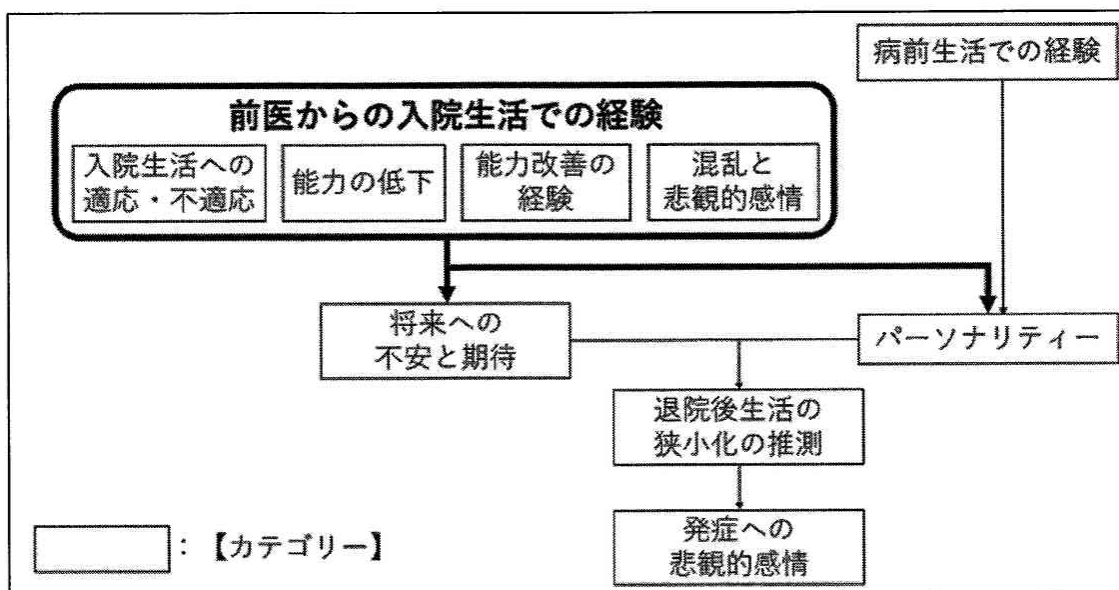 病前生活での経験
前医からの入院生活での経験
入院生活への
適応・不適応
能力の低下
能力改善の
経験
混乱と
悲観的感情
将来への
不安と期待
パーソナリティー
退院後生活の
狭小化の推測
発症への
悲観的感情
:【カテゴリー】